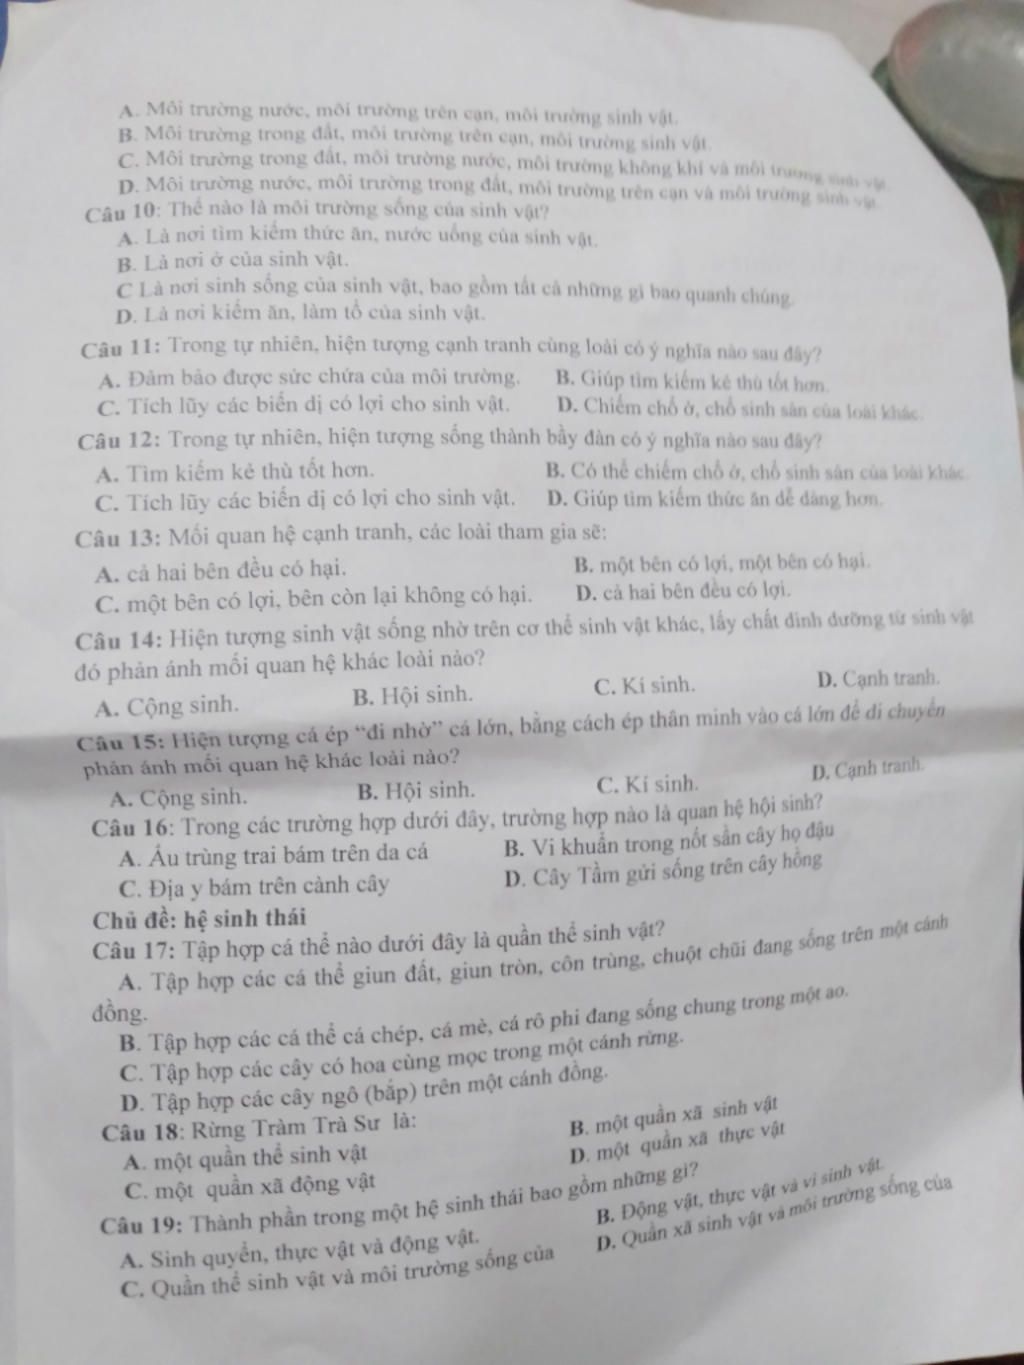 A. Môi trường nước, môi trường trên cạn, môi trường sinh vật.
B. Môi trường trong đất, môi trường trên cạn, môi trường sinh vật.
C. Môi trường trong đất, môi trường nước, môi trường không khí và môi trường sinh vật.
D. Môi trường nước, môi trường trong đất, môi trường trên cạn và môi trường sinh vật.
Câu 10: Thế nào là môi trường sống của sinh vật?
A. Là nơi tìm kiếm thức ăn, nước uống của sinh vật.
B. Là nơi ở của sinh vật.
C Là nơi sinh sống của sinh vật, bao gồm tất cả những gì bao quanh chúng.
D. Là nơi kiếm ăn, làm tổ của sinh vật.
Câu 11: Trong tự nhiên, hiện tượng cạnh tranh cùng loài có ý nghĩa nào sau đây?
A. Đảm bảo được sức chứa của môi trường. B. Giúp tìm kiếm kẻ thù tốt hơn.
C. Tích lũy các biến dị có lợi cho sinh vật. D. Chiếm chỗ ở, chỗ sinh sản của loài khác.
Câu 12: Trong tự nhiên, hiện tượng sống thành bầy đàn có ý nghĩa nào sau đây?
A. Tìm kiếm kẻ thù tốt hơn. B. Có thể chiếm chỗ ở, chỗ sinh sản của loài khác.
C. Tích lũy các biến dị có lợi cho sinh vật. D. Giúp tìm kiếm thức ăn dễ dàng hơn.
Câu 13: Mối quan hệ cạnh tranh, các loài tham gia sẽ:
A. cả hai bên đều có hại. B. một bên có lợi, một bên có hại.
C. một bên có lợi, bên còn lại không có hại. D. cả hai bên đều có lợi.
Câu 14: Hiện tượng sinh vật sống nhờ trên cơ thể sinh vật khác, lấy chất dinh dưỡng từ sinh vật
đó phản ánh mối quan hệ khác loài nào?
A. Cộng sinh. B. Hội sinh. C. Kí sinh. D. Cạnh tranh.
Câu 15: Hiện tượng cá ép “đi nhờ” cá lớn, bằng cách ép thân mình vào cá lớn để di chuyển
phản ánh mối quan hệ khác loài nào?
A. Cộng sinh. B. Hội sinh. C. Kí sinh. D. Cạnh tranh.
Câu 16: Trong các trường hợp dưới đây, trường hợp nào là quan hệ hội sinh?
A. Ấu trùng trai bám trên da cá B. Vi khuẩn trong nốt sần cây họ đậu
C. Địa y bám trên cành cây D. Cây Tầm gửi sống trên cây hồng
Chủ đề: hệ sinh thái
Câu 17: Tập hợp cá thể nào dưới đây là quần thể sinh vật?
A. Tập hợp các cá thể giun đất, giun tròn, côn trùng, chuột chũi đang sống trên một cánh
đồng.
B. Tập hợp các cá thể cá chép, cá mè, cá rô phi đang sống chung trong một ao.
C. Tập hợp các cây có hoa cùng mọc trong một cánh rừng.
D. Tập hợp các cây ngô (bắp) trên một cánh đồng.
Câu 18: Rừng Tràm Trà Sư là:
A. một quần thể sinh vật B. một quần xã sinh vật
C. một quần xã động vật D. một quần xã thực vật
Câu 19: Thành phần trong một hệ sinh thái bao gồm những gì?
A. Sinh quyển, thực vật và động vật. B. Động vật, thực vật và vi sinh vật.
C. Quần thể sinh vật và môi trường sống của D. Quần xã sinh vật và môi trường sống của